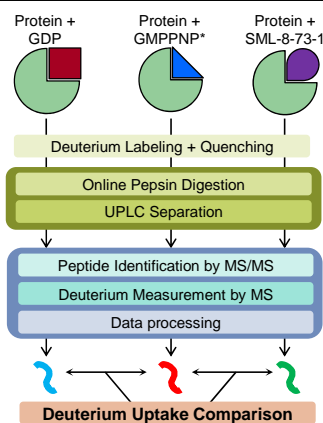 Protein + Protein + Protein +
GDP GMPPNP* SML-8-73-1
Deuterium Labeling + Quenching
Online Pepsin Digestion
UPLC Separation
Peptide Identification by MS/MS
Deuterium Measurement by MS
Data processing
Deuterium Uptake Comparison